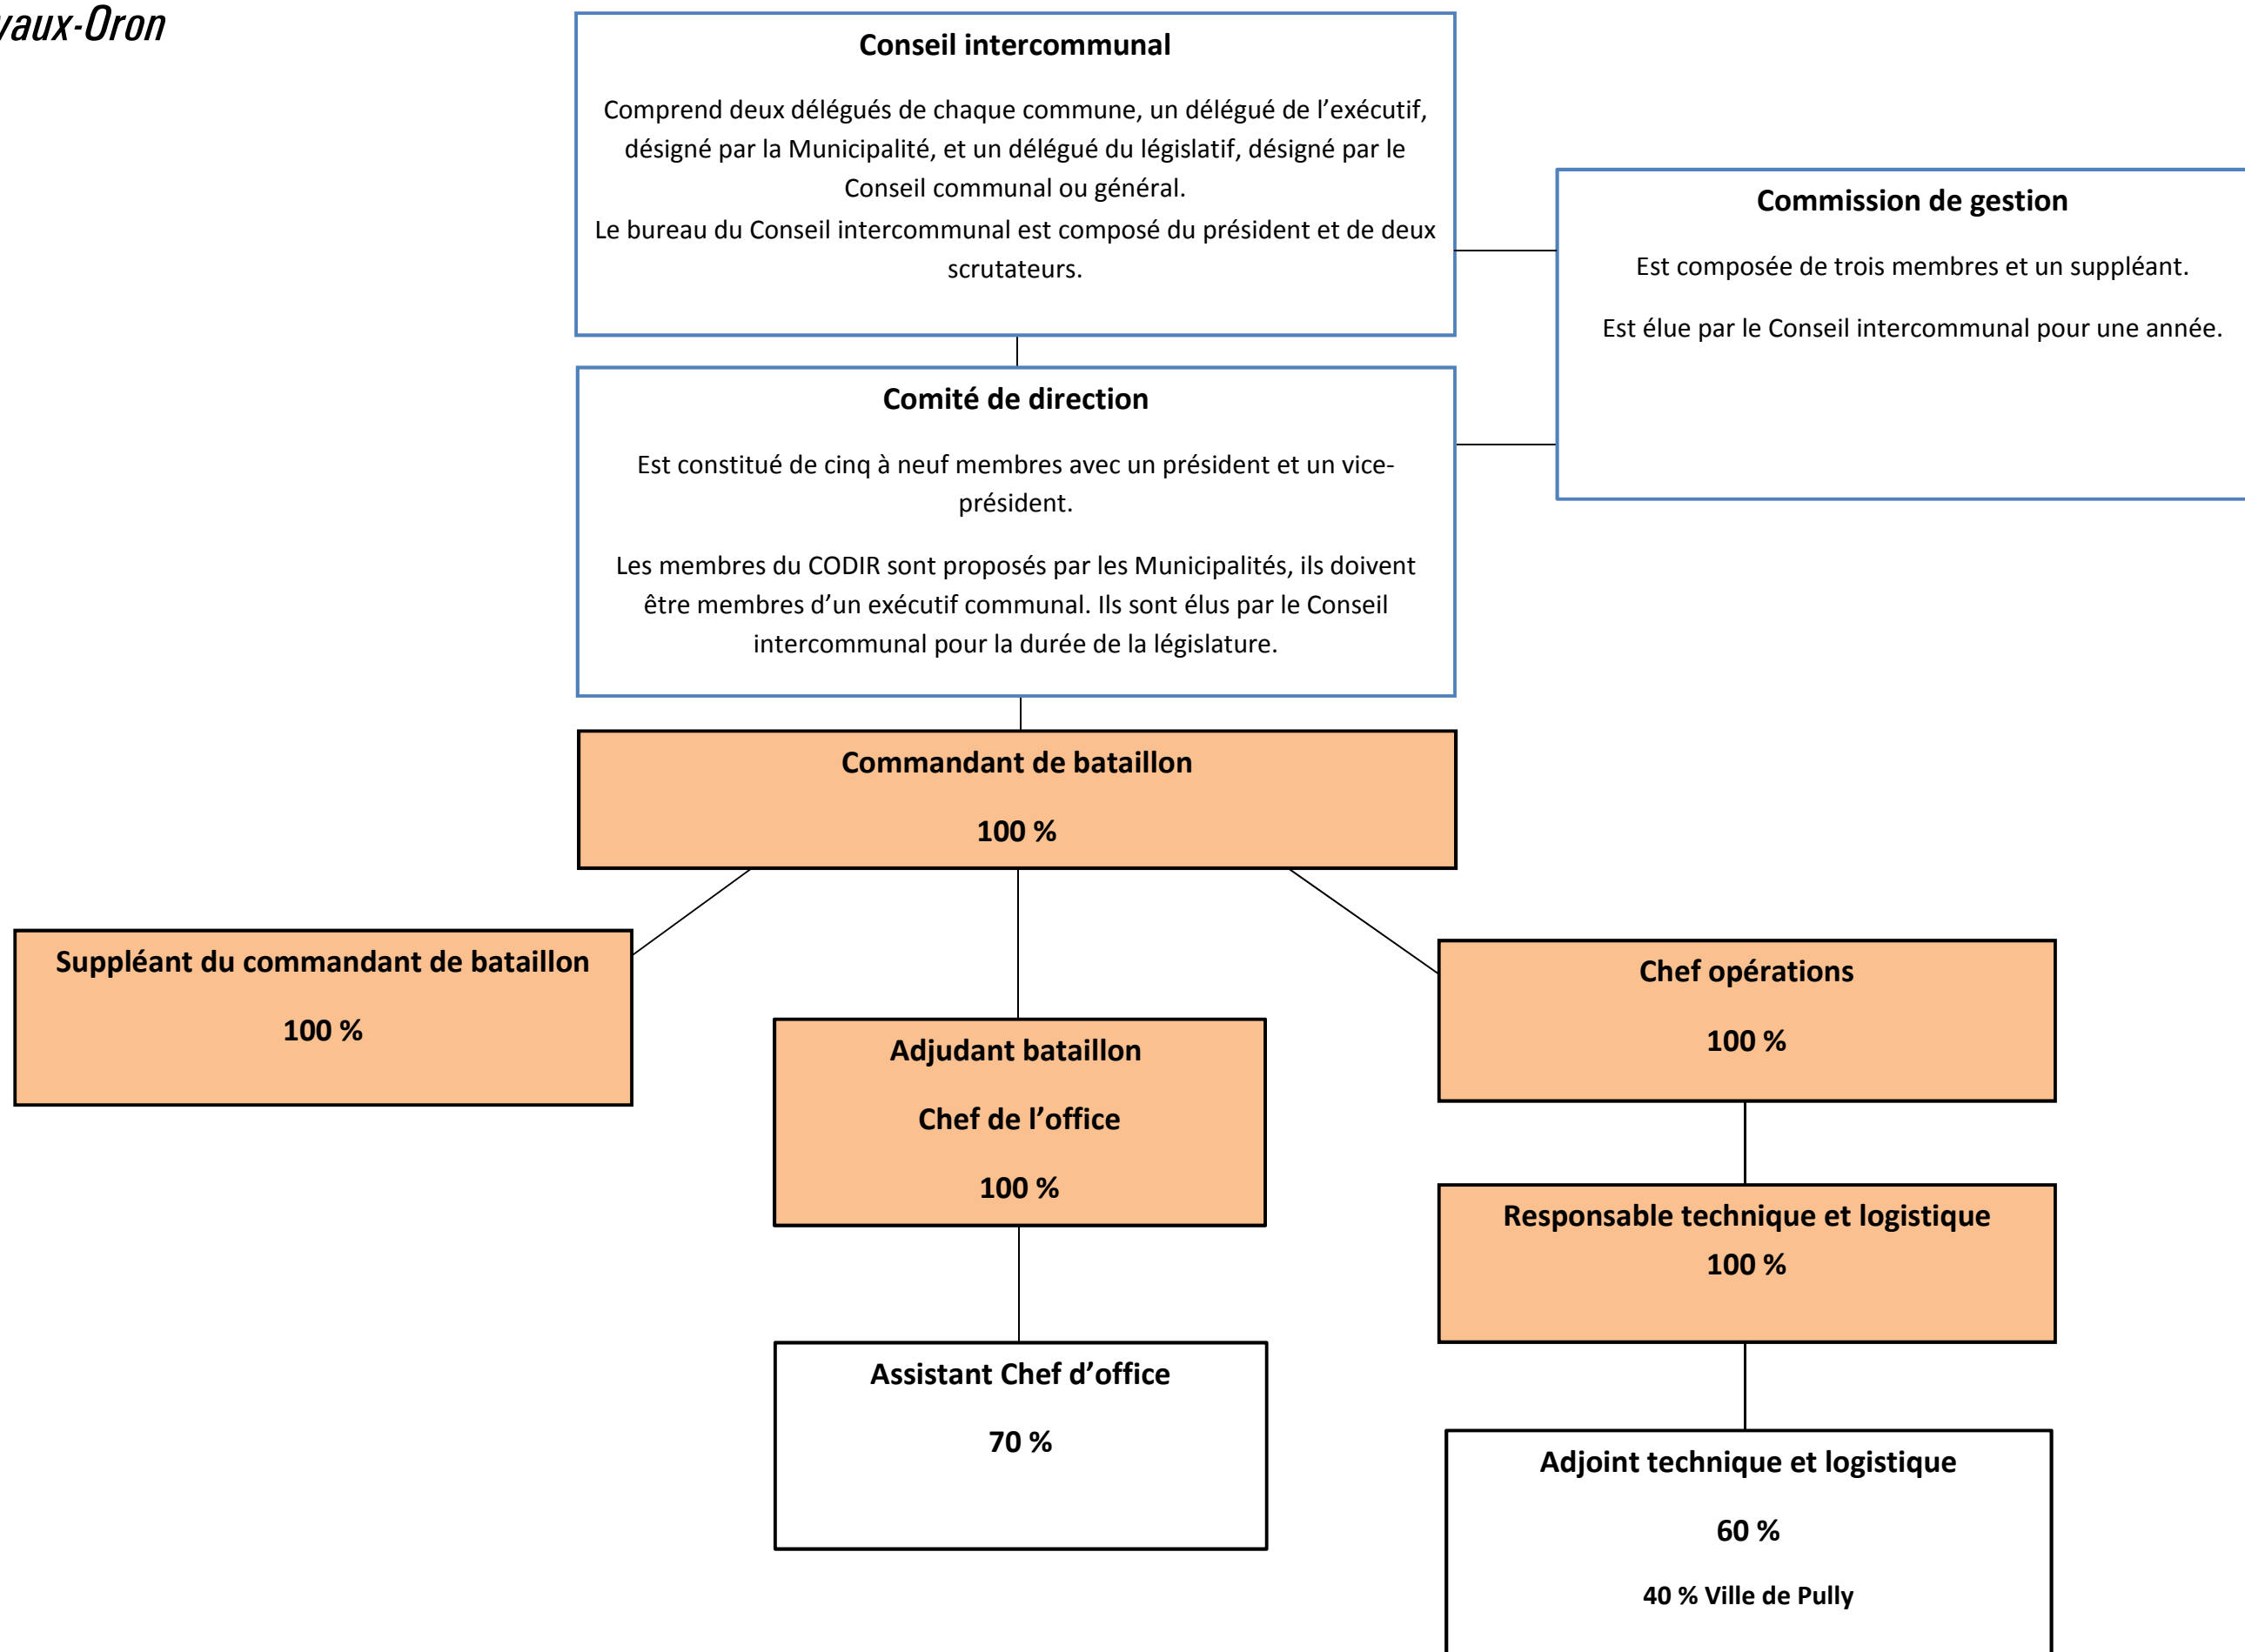 Conseil intercommunal
Comprend deux délégués de chaque commune, un délégué de l’exécutif,
désigné par la Municipalité, et un délégué du législatif, désigné par le
Conseil communal ou général.
Le bureau du Conseil intercommunal est composé du président et de deux
scrutateurs.
Commission de gestion
Est composée de trois membres et un suppléant.
Est élue par le Conseil intercommunal pour une année.
Comité de direction
Est constitué de cinq à neuf membres avec un président et un vice-
président.
Les membres du CODIR sont proposés par les Municipalités, ils doivent
être membres d’un exécutif communal. Ils sont élus par le Conseil
intercommunal pour la durée de la législature.
Commandant de bataillon
100 %
Suppléant du commandant de bataillon
100 %
Adjudant bataillon
Chef de l’office
100 %
Assistant Chef d’office
70 %
Chef opérations
100 %
Responsable technique et logistique
100 %
Adjoint technique et logistique
60 %
40 % Ville de Pully